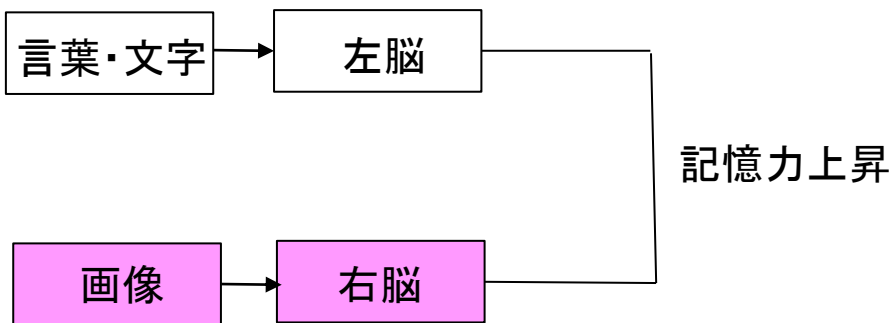 言葉・文字
左脳
記憶力上昇
画像
右脳